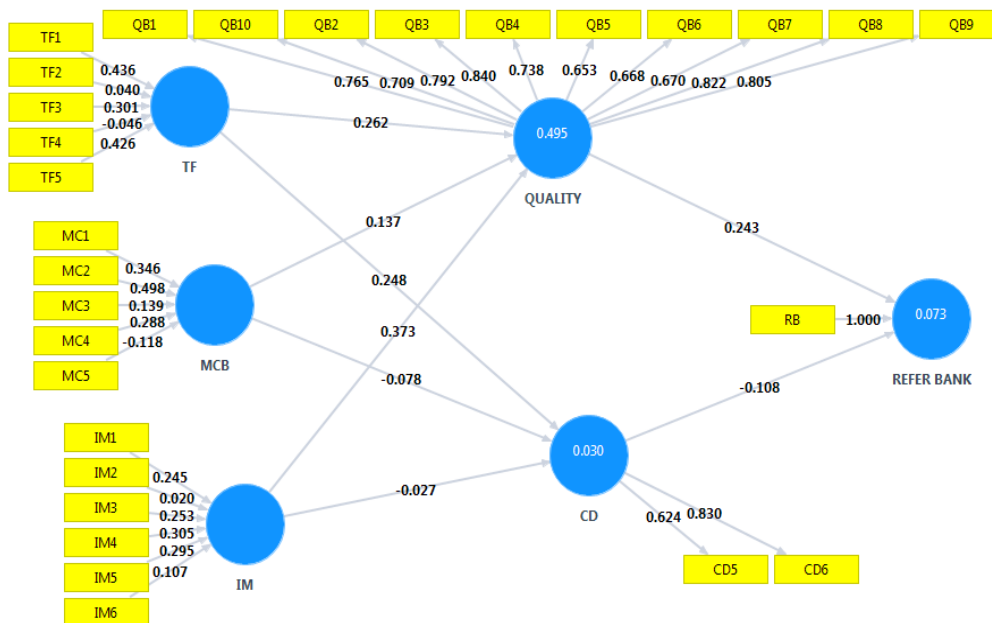 TF1
TF2
TF3
TF4
TF5
0.436
0.040
0.301
-0.046
0.426
TF
QB1
QB10
QB2
QB3
QB4
QB5
QB6
QB7
QB8
QB9
0.765
0.709
0.792
0.840
0.738
0.653
0.668
0.670
0.822
0.805
0.262
0.495
QUALITY
MC1
MC2
MC3
MC4
MC5
0.346
0.498
0.139
0.288
-0.118
MCB
0.137
0.248
0.373
-0.078
0.243
RB
1.000
0.073
REFER BANK
-0.108
IM1
IM2
IM3
IM4
IM5
IM6
0.245
0.020
0.253
0.305
0.295
0.107
IM
-0.027
0.030
CD
0.624
0.830
CD5
CD6